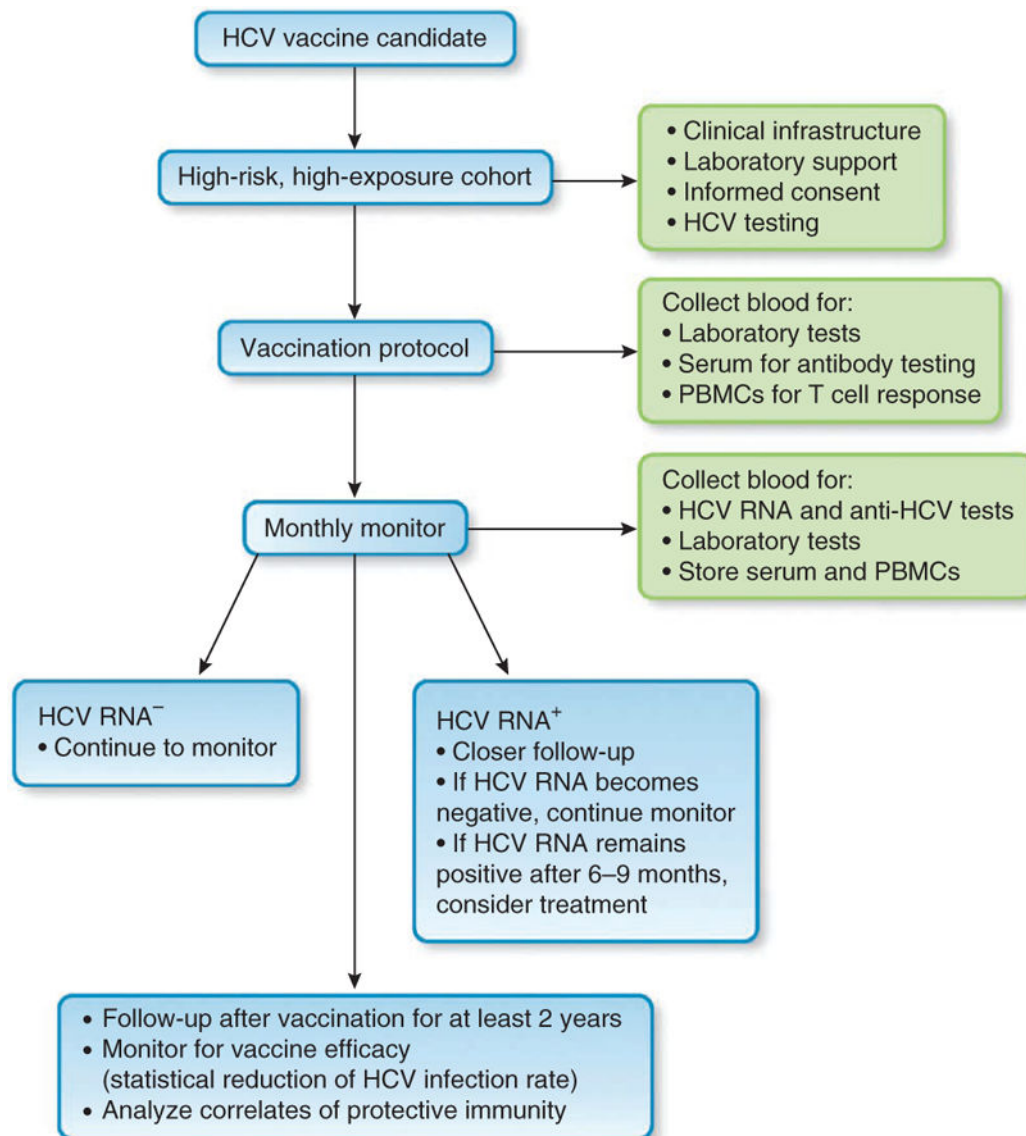 HCV vaccine candidate
High-risk, high-exposure cohort
• Clinical infrastructure
• Laboratory support
• Informed consent
• HCV testing
Vaccination protocol
Collect blood for:
• Laboratory tests
• Serum for antibody testing
• PBMCs for T cell response
Monthly monitor
Collect blood for:
• HCV RNA and anti-HCV tests
• Laboratory tests
• Store serum and PBMCs
HCV RNA⁻
• Continue to monitor
HCV RNA⁺
• Closer follow-up
• If HCV RNA becomes
negative, continue monitor
• If HCV RNA remains
positive after 6–9 months,
consider treatment
• Follow-up after vaccination for at least 2 years
• Monitor for vaccine efficacy
(statistical reduction of HCV infection rate)
• Analyze correlates of protective immunity